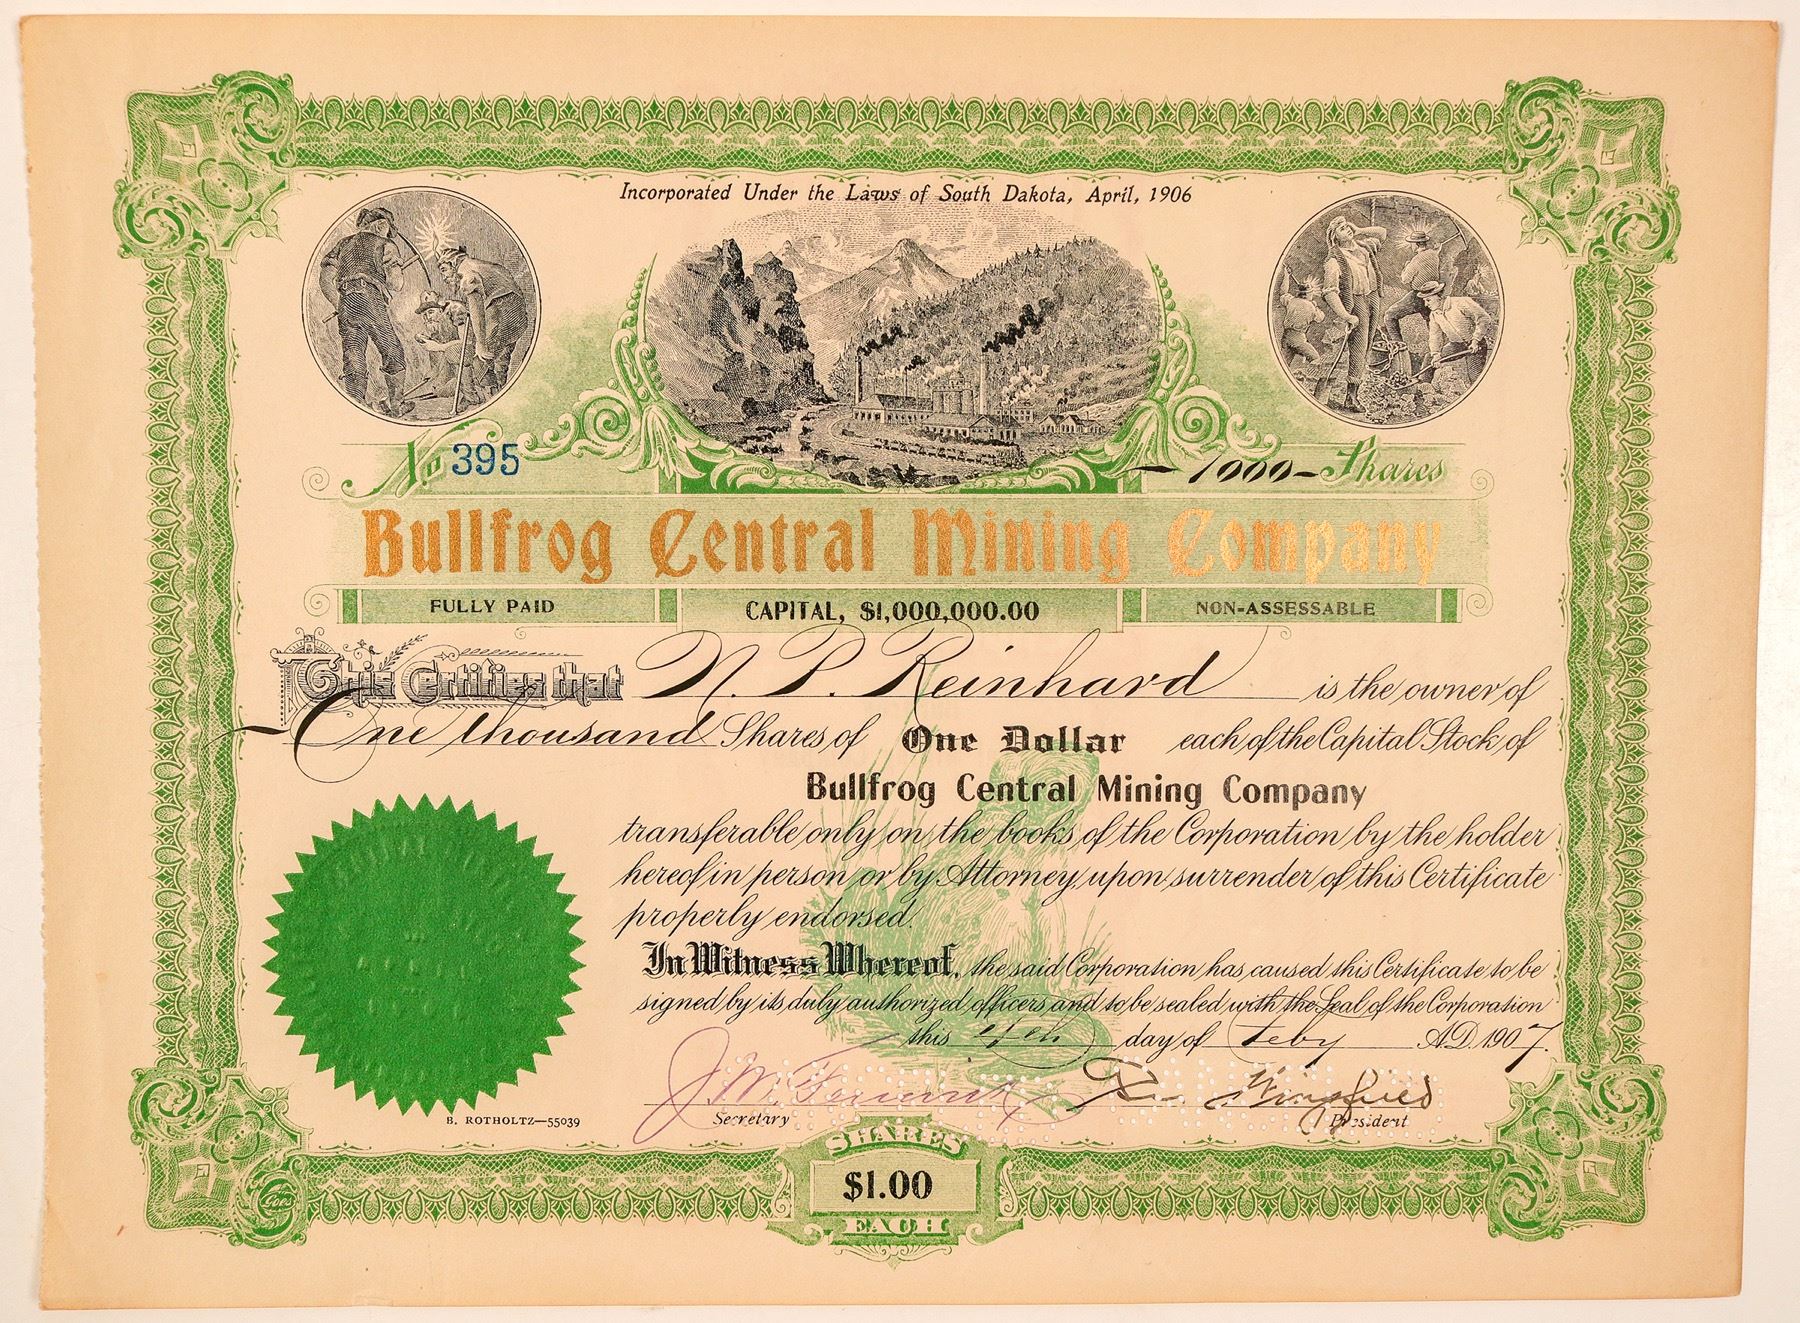 Incorporated Under the Laws of South Dakota, April, 1906
No 395
—1000— Shares
Bullfrog Central Mining Company
FULLY PAID
CAPITAL, $1,000,000.00
NON-ASSESSABLE
This Certifies that N. P. Reinhard is the owner of
One thousand Shares of One Dollar each of the Capital Stock of
Bullfrog Central Mining Company
transferable only on the books of the Corporation by the holder
hereof in person or by Attorney upon surrender of this Certificate
properly endorsed.
In Witness Whereof, the said Corporation has caused this Certificate to be
signed by its duly authorized officers and to be sealed with the Seal of the Corporation
this day of Feby A.D. 1907.
J. M. Wingfield
Secretary
President
B. ROTHOLTZ—55039
SHARES
$1.00
EACH
Goes